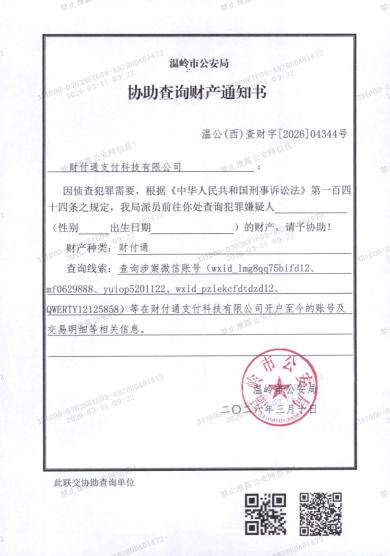 温岭市公安局
协助查询财产通知书
温公(西)查财字[2026]04344号
财付通支付科技有限公司 :
因侦查犯罪需要,根据《中华人民共和国刑事诉讼法》第一百四
十四条之规定,我局派员前往你处查询犯罪嫌疑人
(性别 出生日期 )的财产,请予协助!
财产种类: 财付通
查询线索: 查询涉案微信账号(wxid_lmg8qq75bifd12、
mf0629888、yuiop5201122、wxid_pziekcfdtdzd12、
QWERTY12125858)等在财付通支付科技有限公司开户至今的账号及
交易明细等相关信息。
温岭市公安局
二〇二六年三月十日
此联交协助查询单位